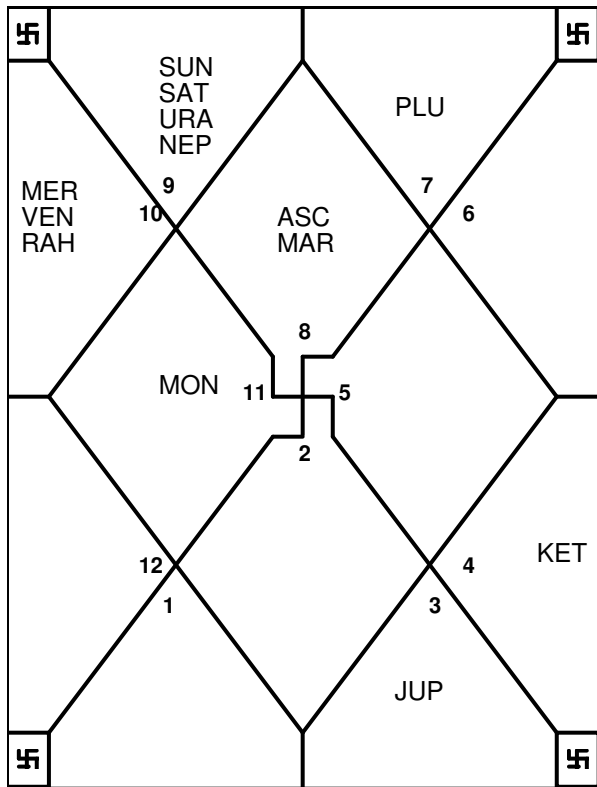 SUN
SAT
URA
NEP
PLU
9
7
MER
VEN
RAH
10
6
ASC
MAR
8
MON
11
5
2
KET
12
4
1
3
JUP